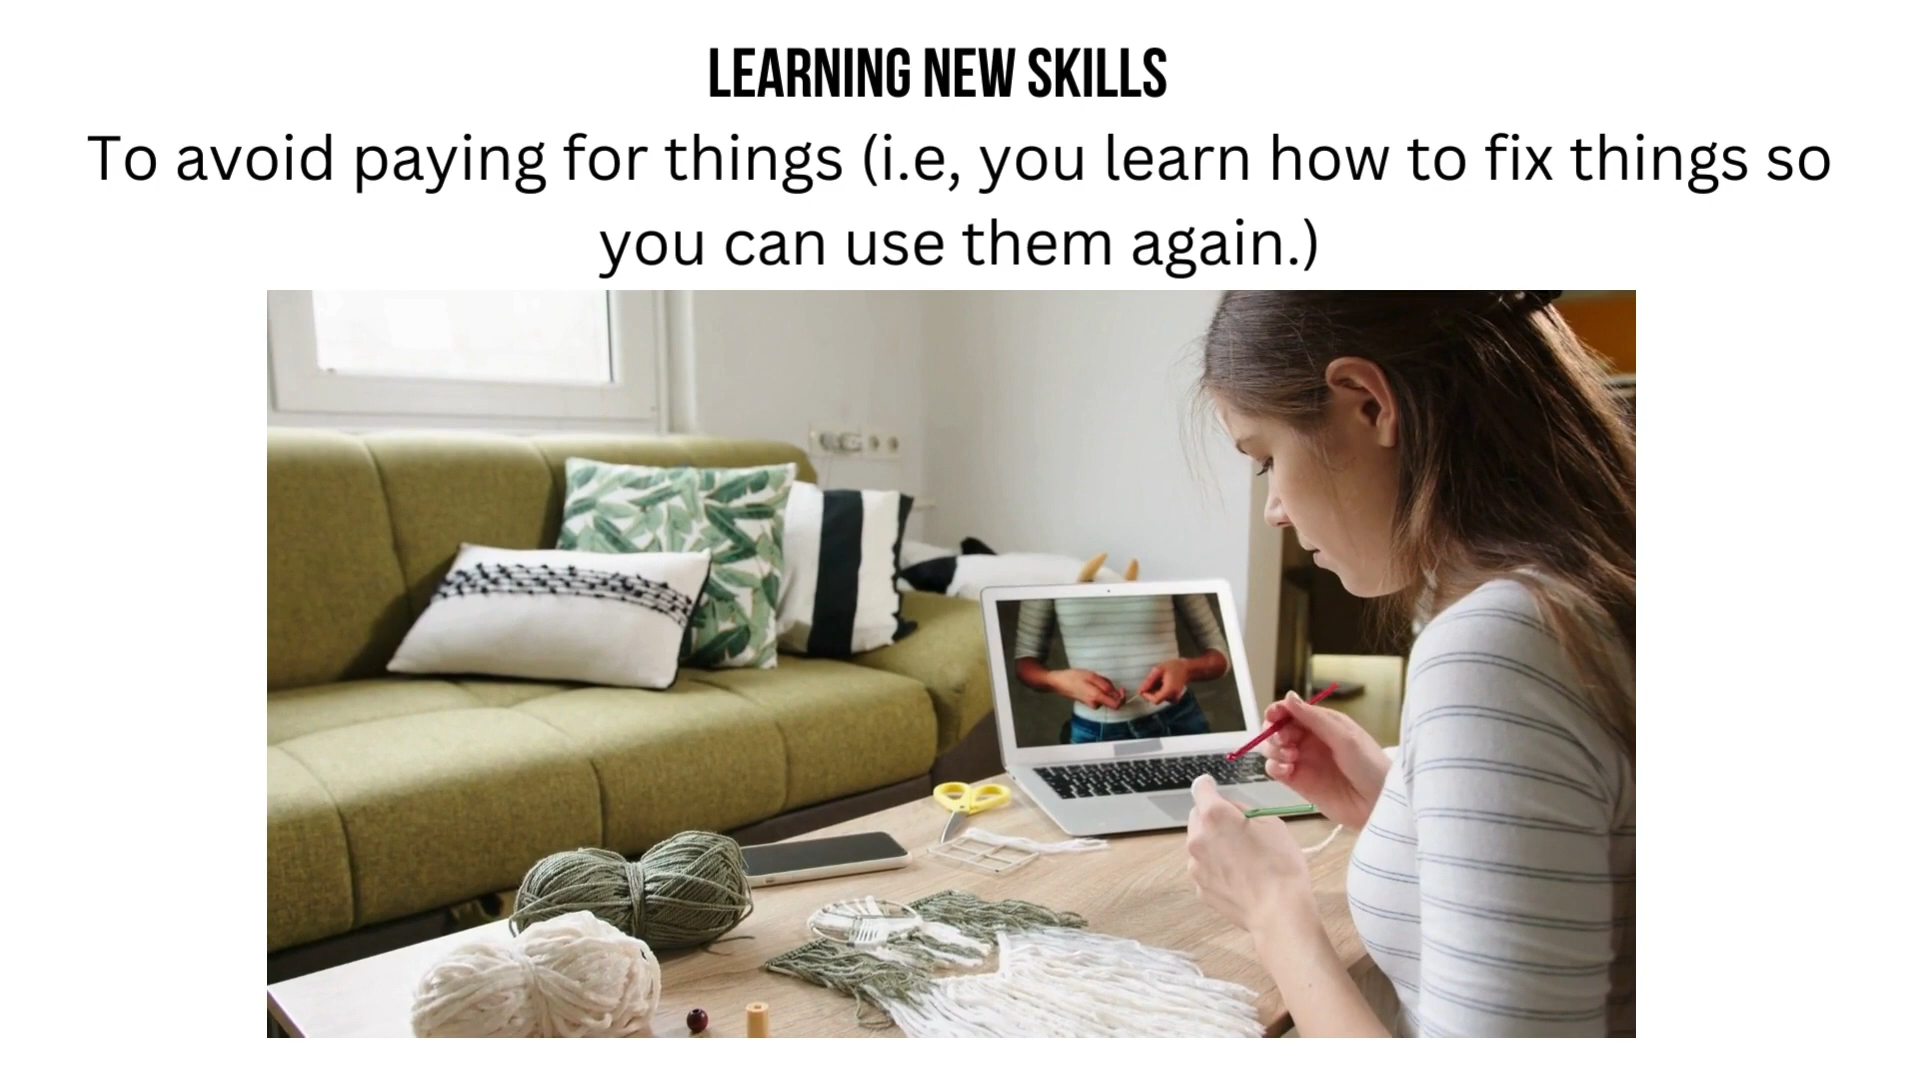 LEARNING NEW SKILLS
To avoid paying for things (i.e, you learn how to fix things so
you can use them again.)